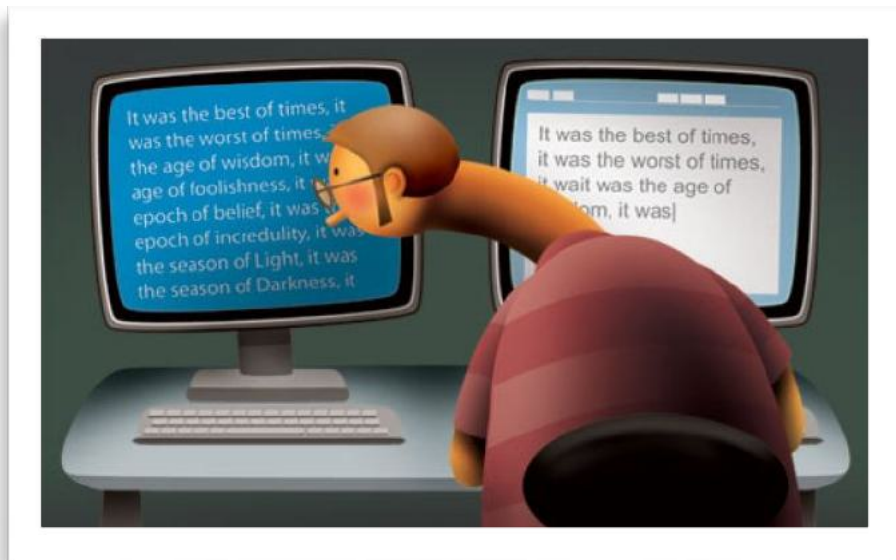 It was the best of times, it
was the worst of times,
the age of wisdom, it
age of foolishness, it
epoch of belief, it was
epoch of incredulity, it was
the season of Light, it was
the season of Darkness, it
It was the best of times,
it was the worst of times,
it wait was the age of
it was